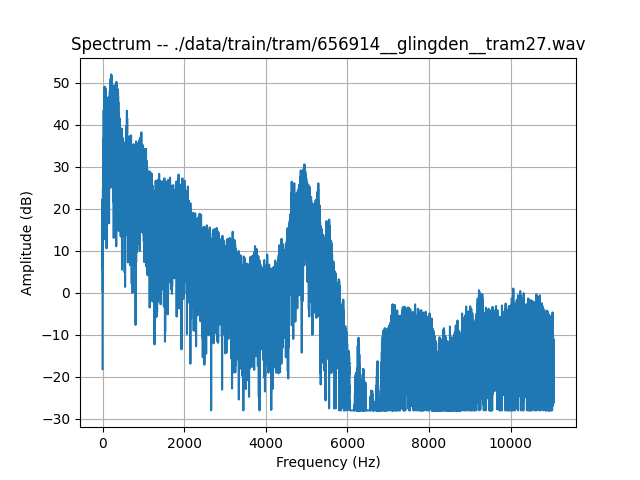 Spectrum -- ./data/train/tram/656914__glingden__tram27.wav
50
40
30
20
10
0
−10
−20
−30
Amplitude (dB)
0 2000 4000 6000 8000 10000
Frequency (Hz)